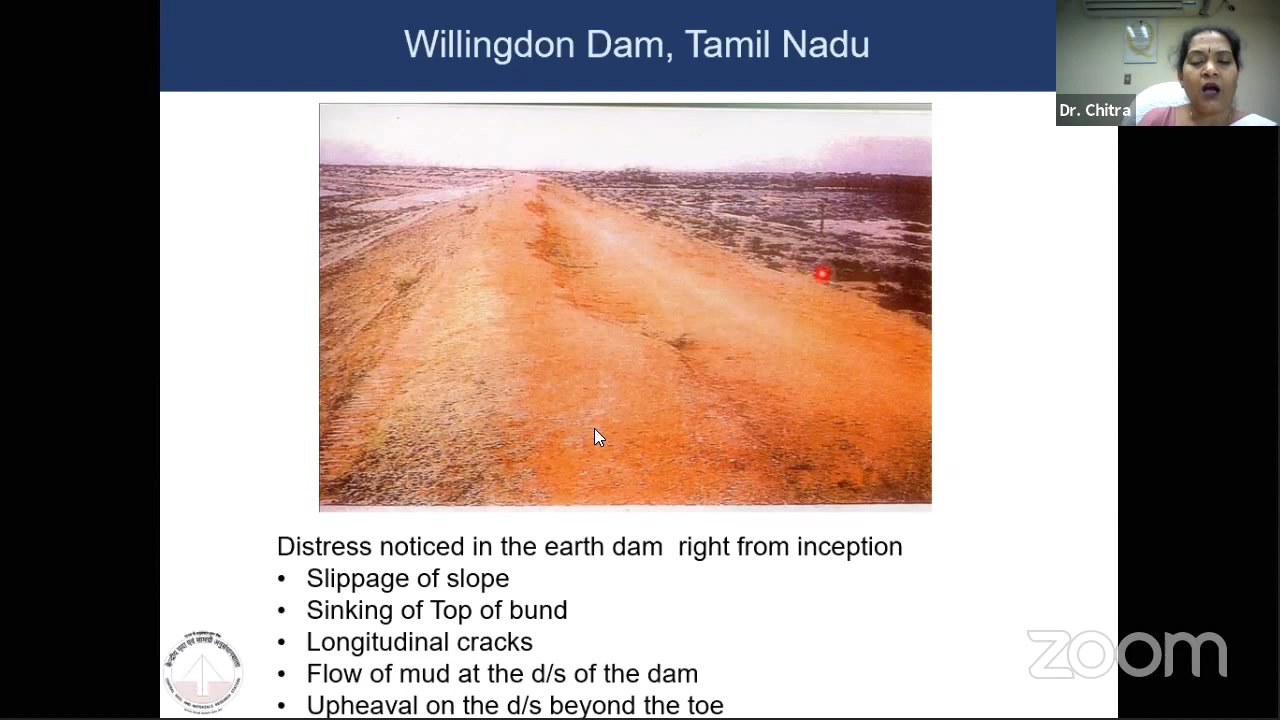 Willingdon Dam, Tamil Nadu
Dr. Chitra
Distress noticed in the earth dam right from inception
• Slippage of slope
• Sinking of Top of bund
• Longitudinal cracks
• Flow of mud at the d/s of the dam
• Upheaval on the d/s beyond the toe
zoom